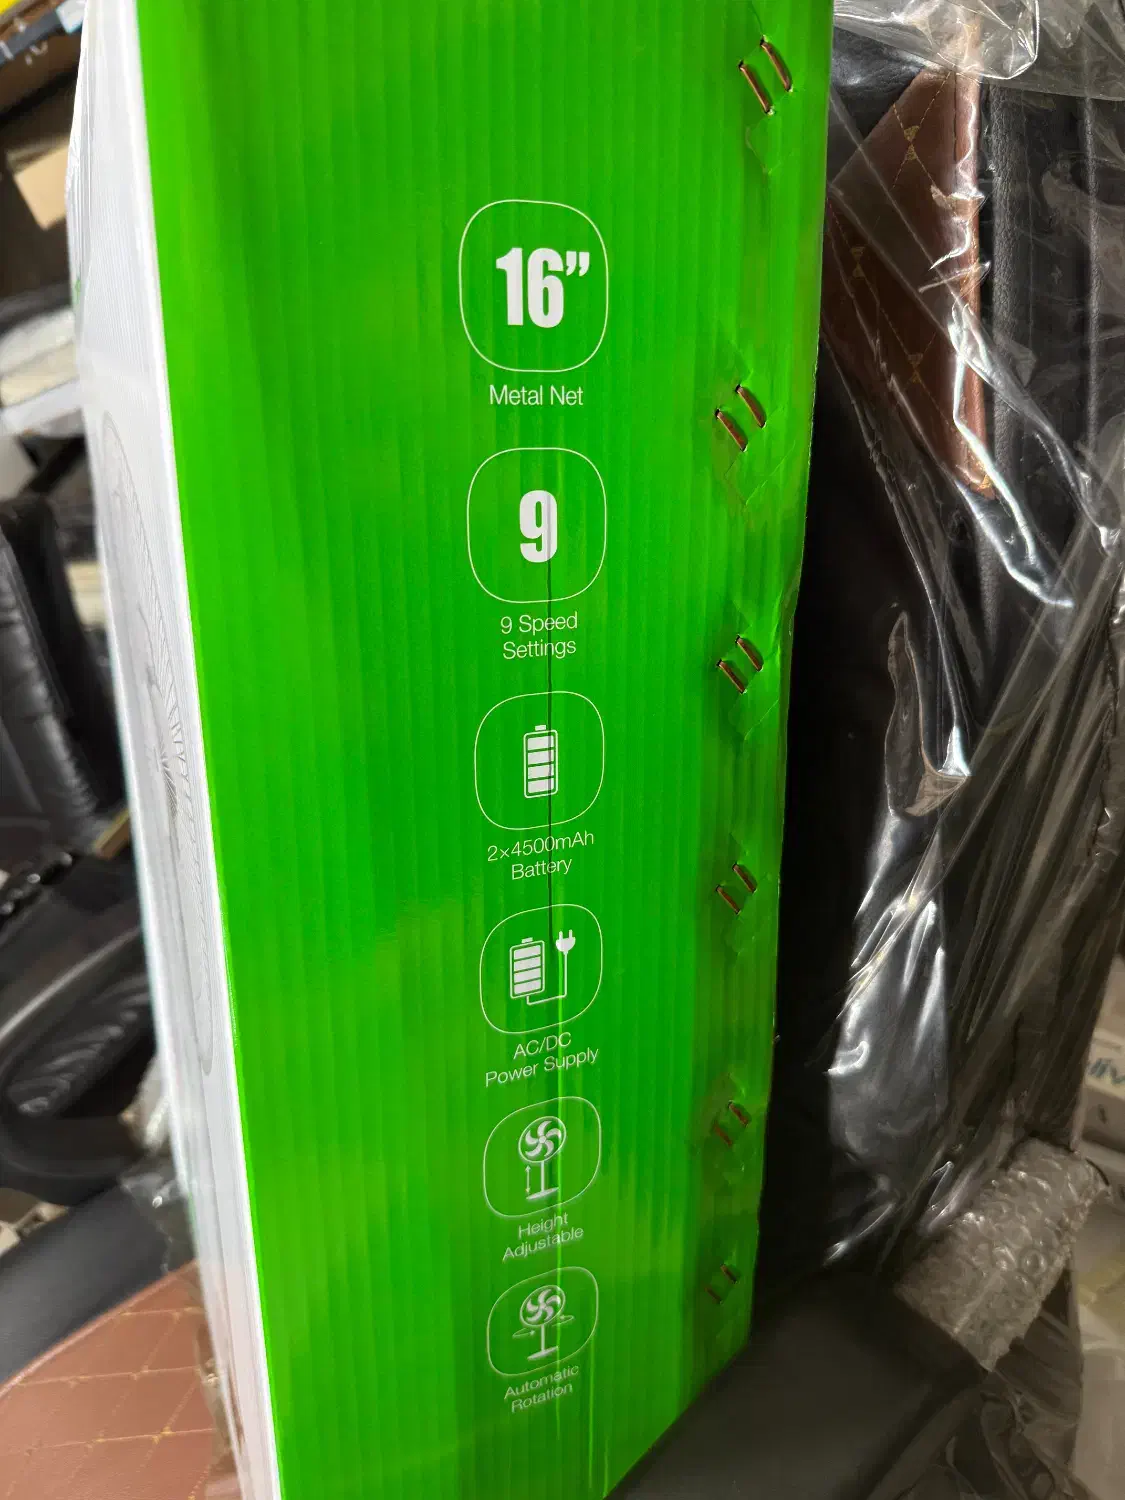 16”
Metal Net
9
9 Speed
Settings
2×4500mAh
Battery
AC/DC
Power Supply
Height
Adjustable
Automatic
Rotation